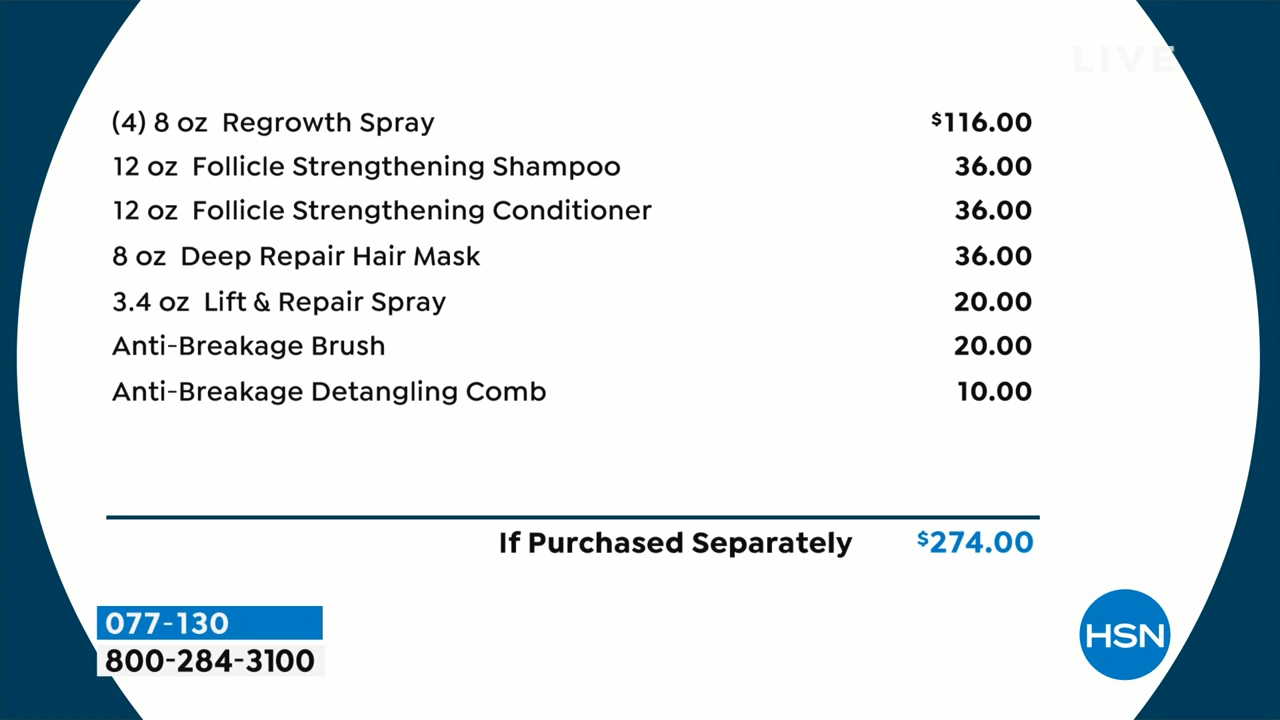 LIVE
(4) 8 oz Regrowth Spray $116.00
12 oz Follicle Strengthening Shampoo 36.00
12 oz Follicle Strengthening Conditioner 36.00
8 oz Deep Repair Hair Mask 36.00
3.4 oz Lift & Repair Spray 20.00
Anti-Breakage Brush 20.00
Anti-Breakage Detangling Comb 10.00
If Purchased Separately $274.00
077-130
800-284-3100
HSN